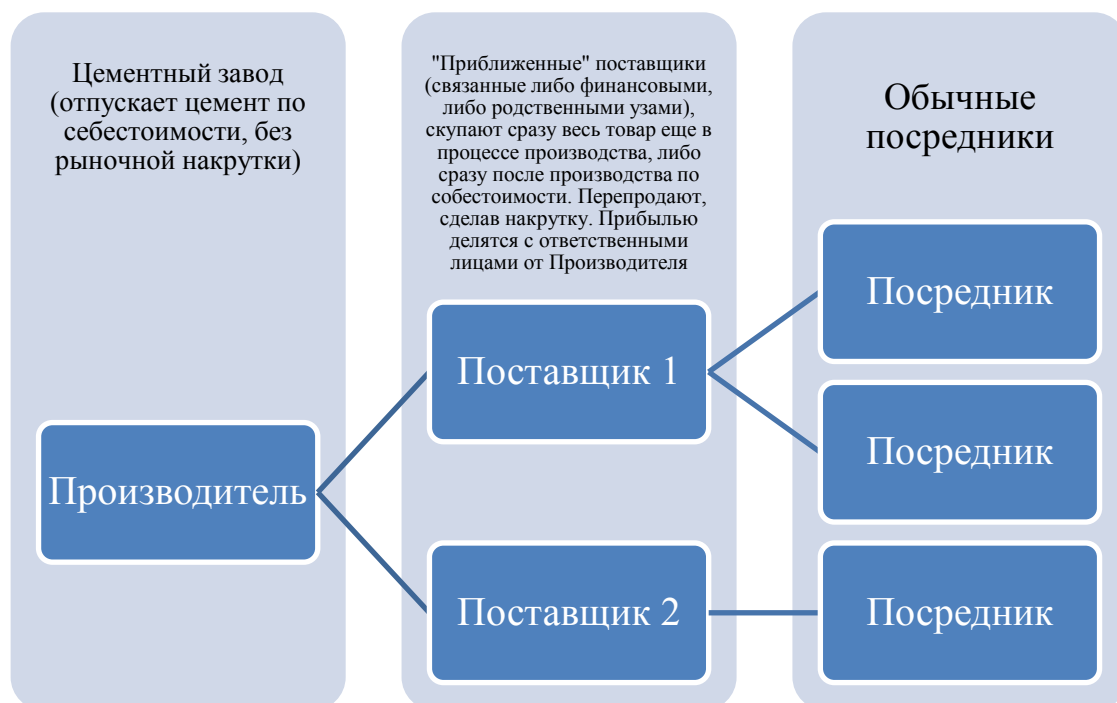 Цементный завод
(отпускает цемент по
себестоимости, без
рыночной накрутки)
Производитель
"Приближенные" поставщики
(связанные либо финансовыми,
либо родственными узами),
скупают сразу весь товар еще в
процессе производства, либо
сразу после производства по
собестоимости. Перепродают,
сделав накрутку. Прибылью
делятся с ответственными
лицами от Производителя
Поставщик 1
Поставщик 2
Обычные
посредники
Посредник
Посредник
Посредник